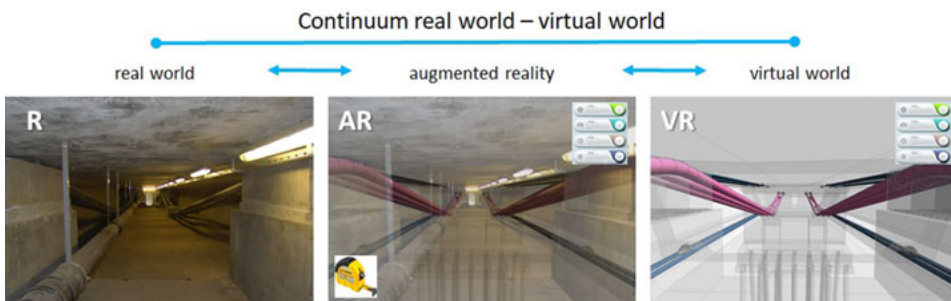 Continuum real world – virtual world
real world
augmented reality
virtual world
R
AR
VR